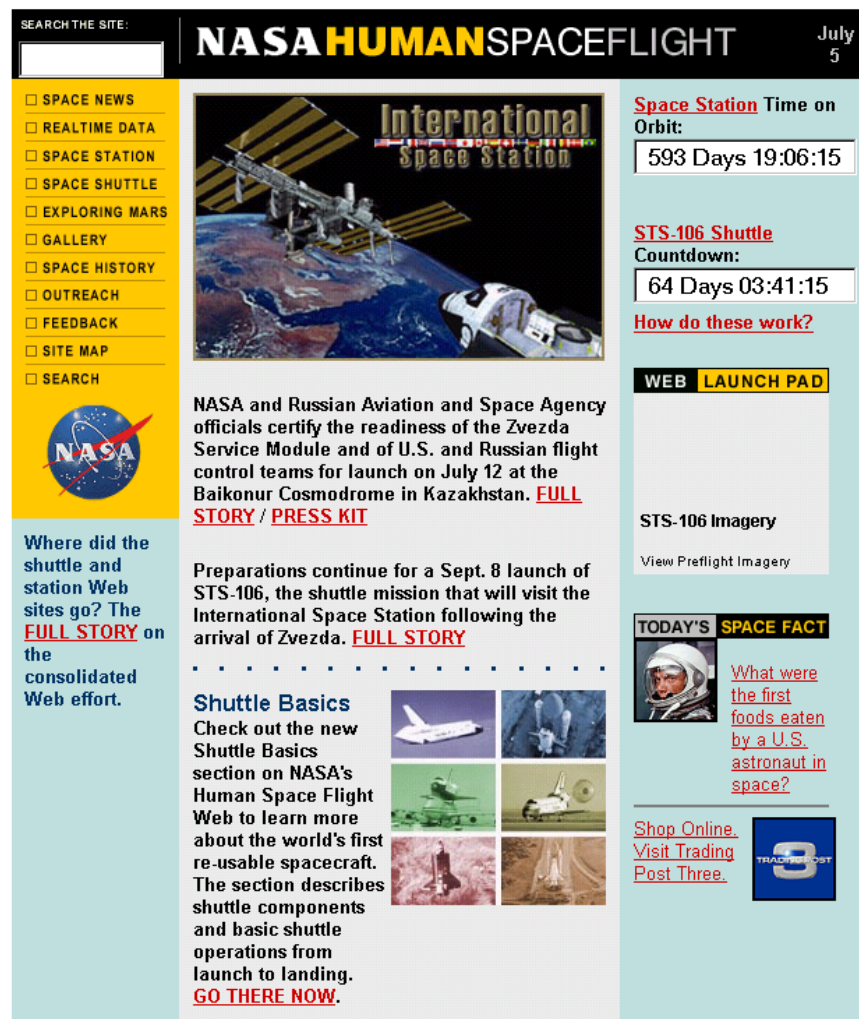 SEARCH THE SITE:
NASA HUMAN SPACEFLIGHT
July
5
SPACE NEWS
REALTIME DATA
SPACE STATION
SPACE SHUTTLE
EXPLORING MARS
GALLERY
SPACE HISTORY
OUTREACH
FEEDBACK
SITE MAP
SEARCH
NASA
Where did the
shuttle and
station Web
sites go? The
FULL STORY on
the
consolidated
Web effort.
International
Space Station
NASA and Russian Aviation and Space Agency
officials certify the readiness of the Zvezda
Service Module and of U.S. and Russian flight
control teams for launch on July 12 at the
Baikonur Cosmodrome in Kazakhstan. FULL
STORY / PRESS KIT
Preparations continue for a Sept. 8 launch of
STS-106, the shuttle mission that will visit the
International Space Station following the
arrival of Zvezda. FULL STORY
Shuttle Basics
Check out the new
Shuttle Basics
section on NASA's
Human Space Flight
Web to learn more
about the world's first
re-usable spacecraft.
The section describes
shuttle components
and basic shuttle
operations from
launch to landing.
GO THERE NOW.
Space Station Time on
Orbit:
593 Days 19:06:15
STS-106 Shuttle
Countdown:
64 Days 03:41:15
How do these work?
WEB LAUNCH PAD
STS-106 Imagery
View Preflight Imagery
TODAY'S SPACE FACT
What were
the first
foods eaten
by a U.S.
astronaut in
space?
Shop Online.
Visit Trading
Post Three.
TRADING POST
3